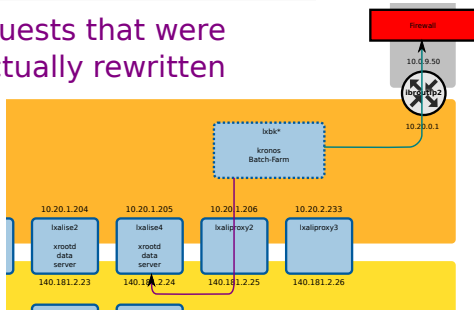 uests that were
ctually rewritten
Firewall
10.0.9.50
ibroutip2
10.20.0.1
lxbk*
kronos
Batch-Farm
10.20.1.204 10.20.1.205 10.20.1.206 10.20.2.233
lxalise2 lxalise4 lxaliproxy2 lxaliproxy3
xrootd xrootd
data data
server server
140.181.2.23 140.181.2.24 140.181.2.25 140.181.2.26